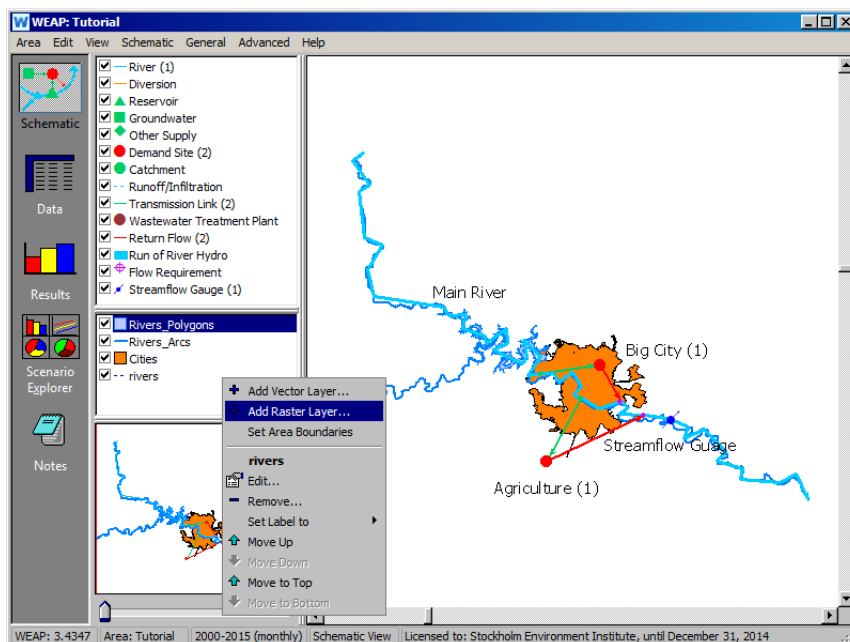 WEAP: Tutorial
Area Edit View Schematic General Advanced Help
Schematic
Data
Results
Scenario
Explorer
Notes
River (1)
Diversion
Reservoir
Groundwater
Other Supply
Demand Site (2)
Catchment
Runoff/Infiltration
Transmission Link (2)
Wastewater Treatment Plant
Return Flow (2)
Run of River Hydro
Flow Requirement
Streamflow Gauge (1)
Rivers_Polygons
Rivers_Arcs
Cities
rivers
Add Vector Layer...
Add Raster Layer...
Set Area Boundaries
rivers
Edit...
Remove...
Set Label to
Move Up
Move Down
Move to Top
Move to Bottom
Main River
Big City (1)
Streamflow Guage
Agriculture (1)
WEAP: 3.4347 Area: Tutorial 2000-2015 (monthly) Schematic View Licensed to: Stockholm Environment Institute, until December 31, 2014